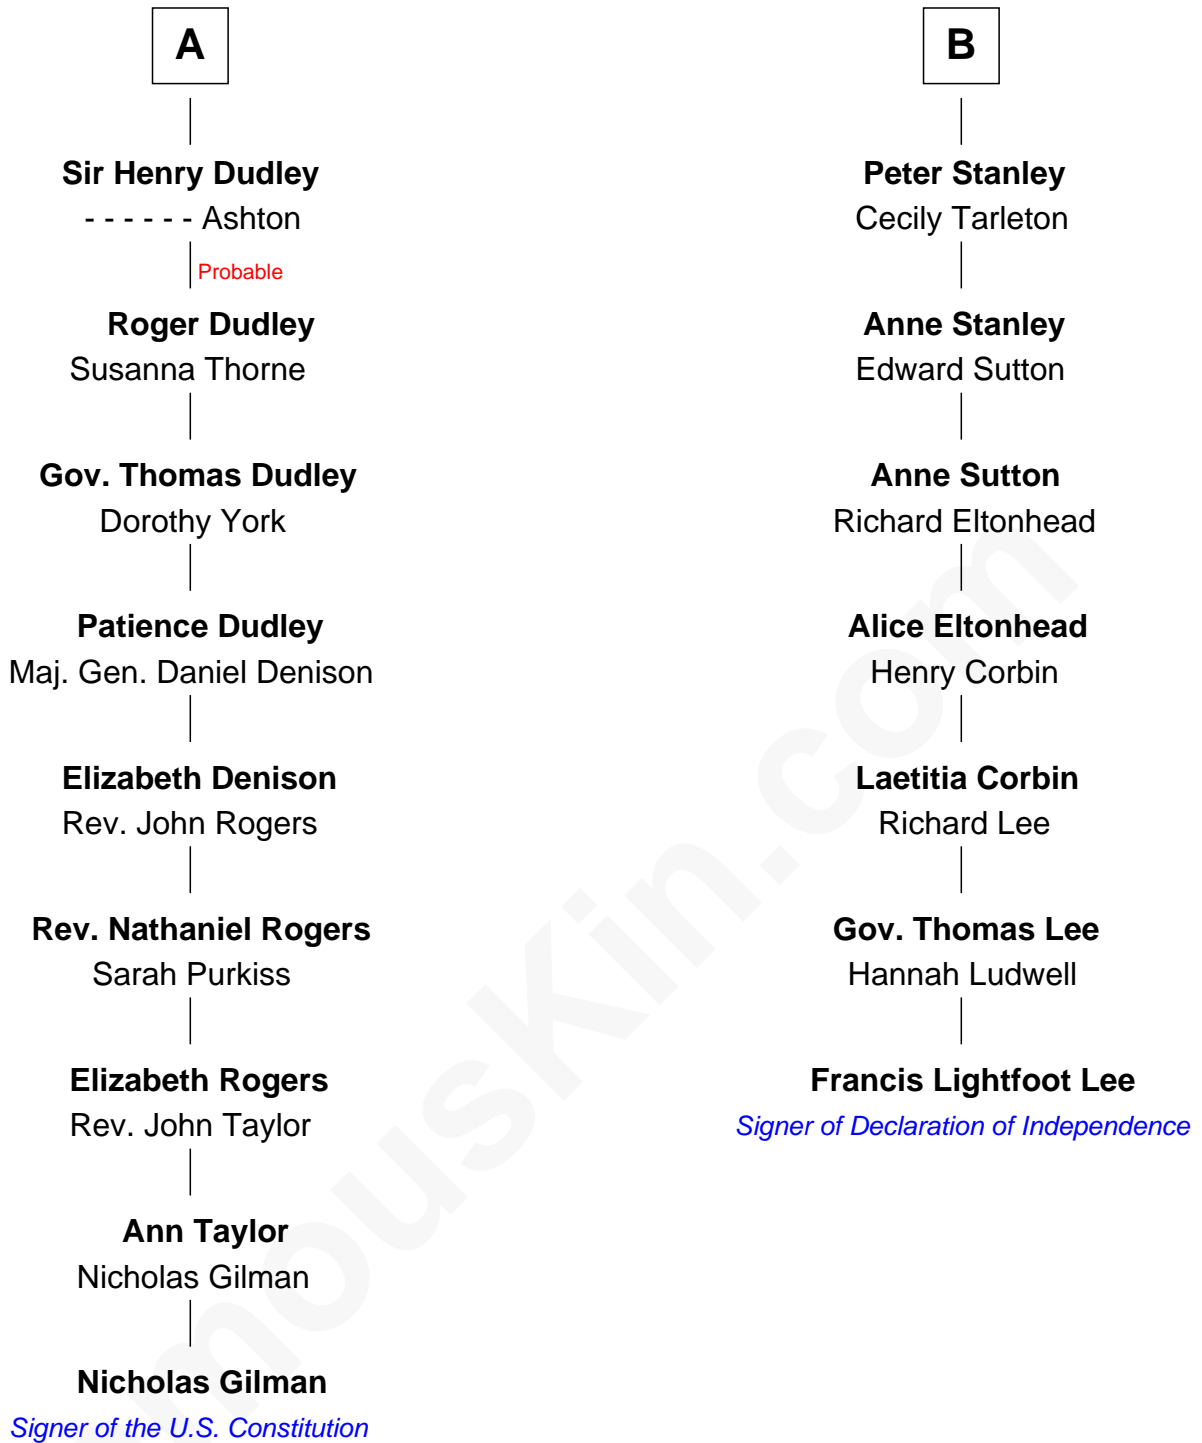 A
Sir Henry Dudley
- - - - - - Ashton
Probable
Roger Dudley
Susanna Thorne
Gov. Thomas Dudley
Dorothy York
Patience Dudley
Maj. Gen. Daniel Denison
Elizabeth Denison
Rev. John Rogers
Rev. Nathaniel Rogers
Sarah Purkiss
Elizabeth Rogers
Rev. John Taylor
Ann Taylor
Nicholas Gilman
Nicholas Gilman
Signer of the U.S. Constitution
B
Peter Stanley
Cecily Tarleton
Anne Stanley
Edward Sutton
Anne Sutton
Richard Eltonhead
Alice Eltonhead
Henry Corbin
Laetitia Corbin
Richard Lee
Gov. Thomas Lee
Hannah Ludwell
Francis Lightfoot Lee
Signer of Declaration of Independence
mousKin.com